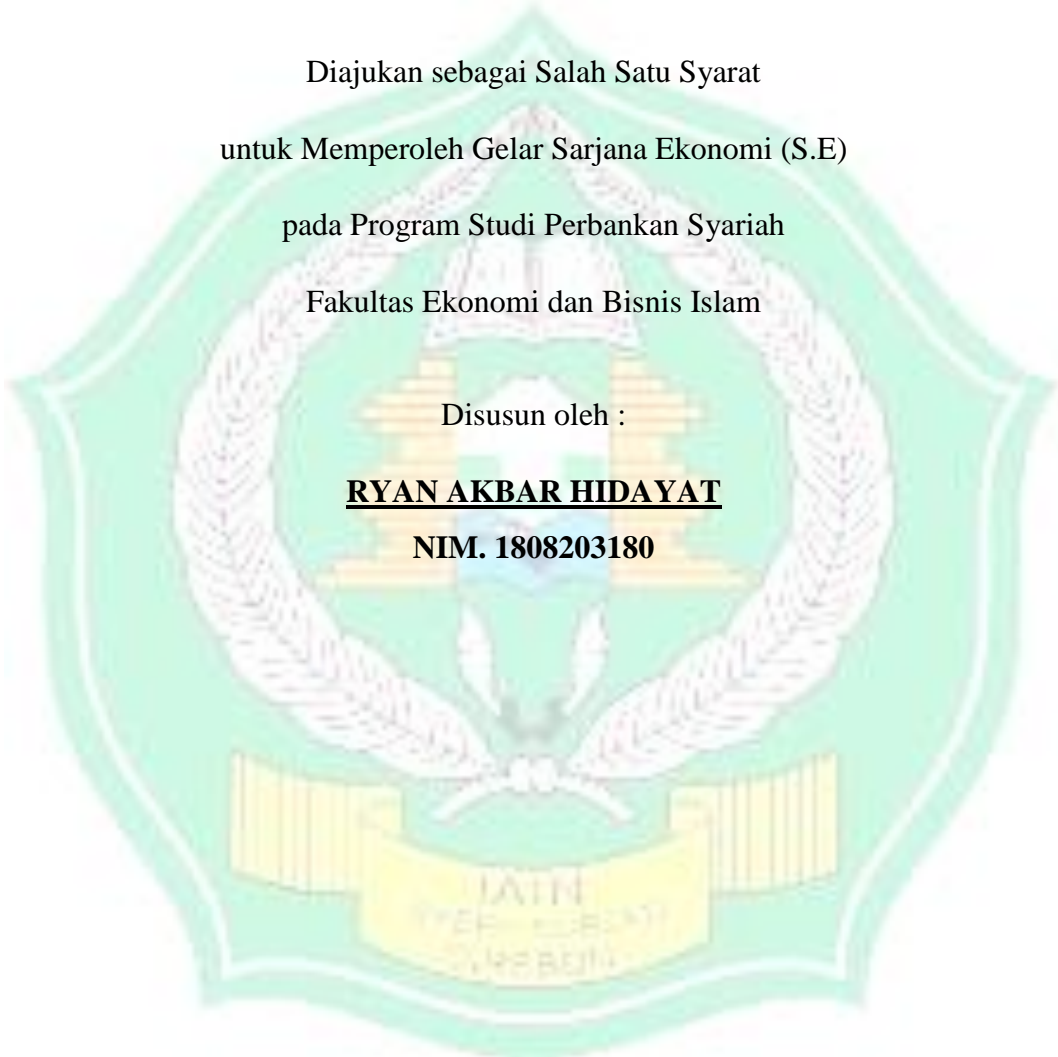 Diajukan sebagai Salah Satu Syarat
untuk Memperoleh Gelar Sarjana Ekonomi (S.E)
pada Program Studi Perbankan Syariah
Fakultas Ekonomi dan Bisnis Islam
Disusun oleh :
RYAN AKBAR HIDAYAT
NIM. 1808203180
IAIN